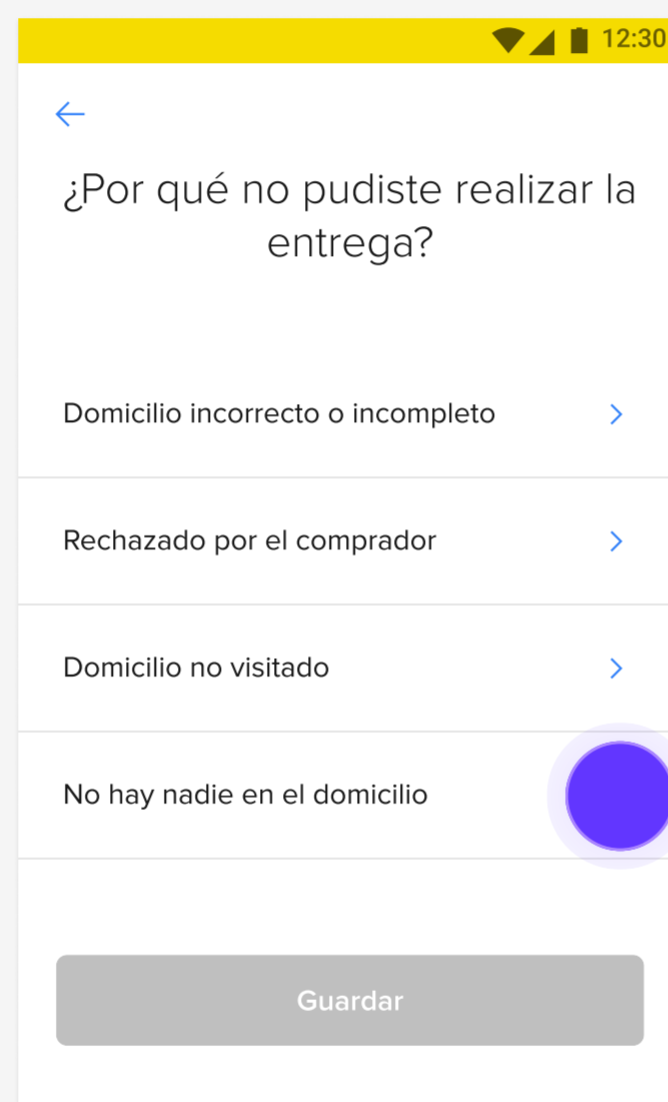 12:30
¿Por qué no pudiste realizar la
entrega?
Domicilio incorrecto o incompleto
Rechazado por el comprador
Domicilio no visitado
No hay nadie en el domicilio
Guardar